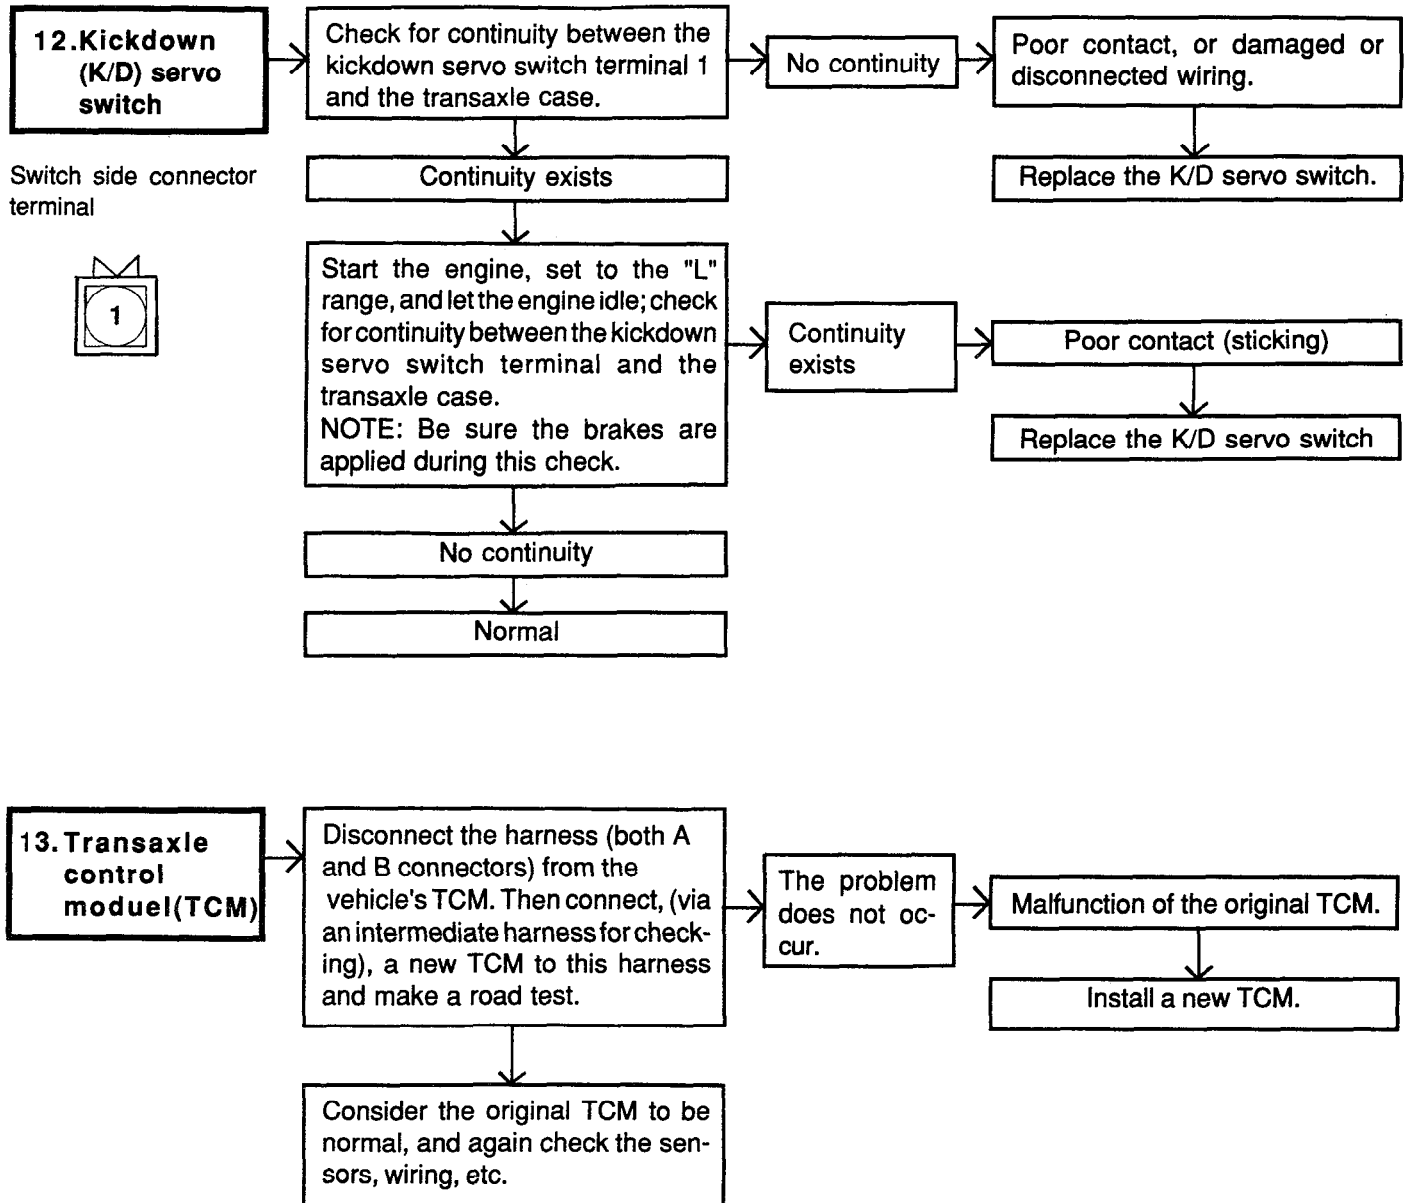 12.Kickdown
(K/D) servo
switch
Check for continuity between the
kickdown servo switch terminal 1
and the transaxle case.
No continuity
Poor contact, or damaged or
disconnected wiring.
Replace the K/D servo switch.
Switch side connector
terminal
1
Continuity exists
Start the engine, set to the "L"
range, and let the engine idle; check
for continuity between the kickdown
servo switch terminal and the
transaxle case.
NOTE: Be sure the brakes are
applied during this check.
Continuity
exists
Poor contact (sticking)
Replace the K/D servo switch
No continuity
Normal
13.Transaxle
control
moduel(TCM)
Disconnect the harness (both A
and B connectors) from the
vehicle's TCM. Then connect, (via
an intermediate harness for check-
ing), a new TCM to this harness
and make a road test.
The problem
does not oc-
cur.
Malfunction of the original TCM.
Install a new TCM.
Consider the original TCM to be
normal, and again check the sen-
sors, wiring, etc.